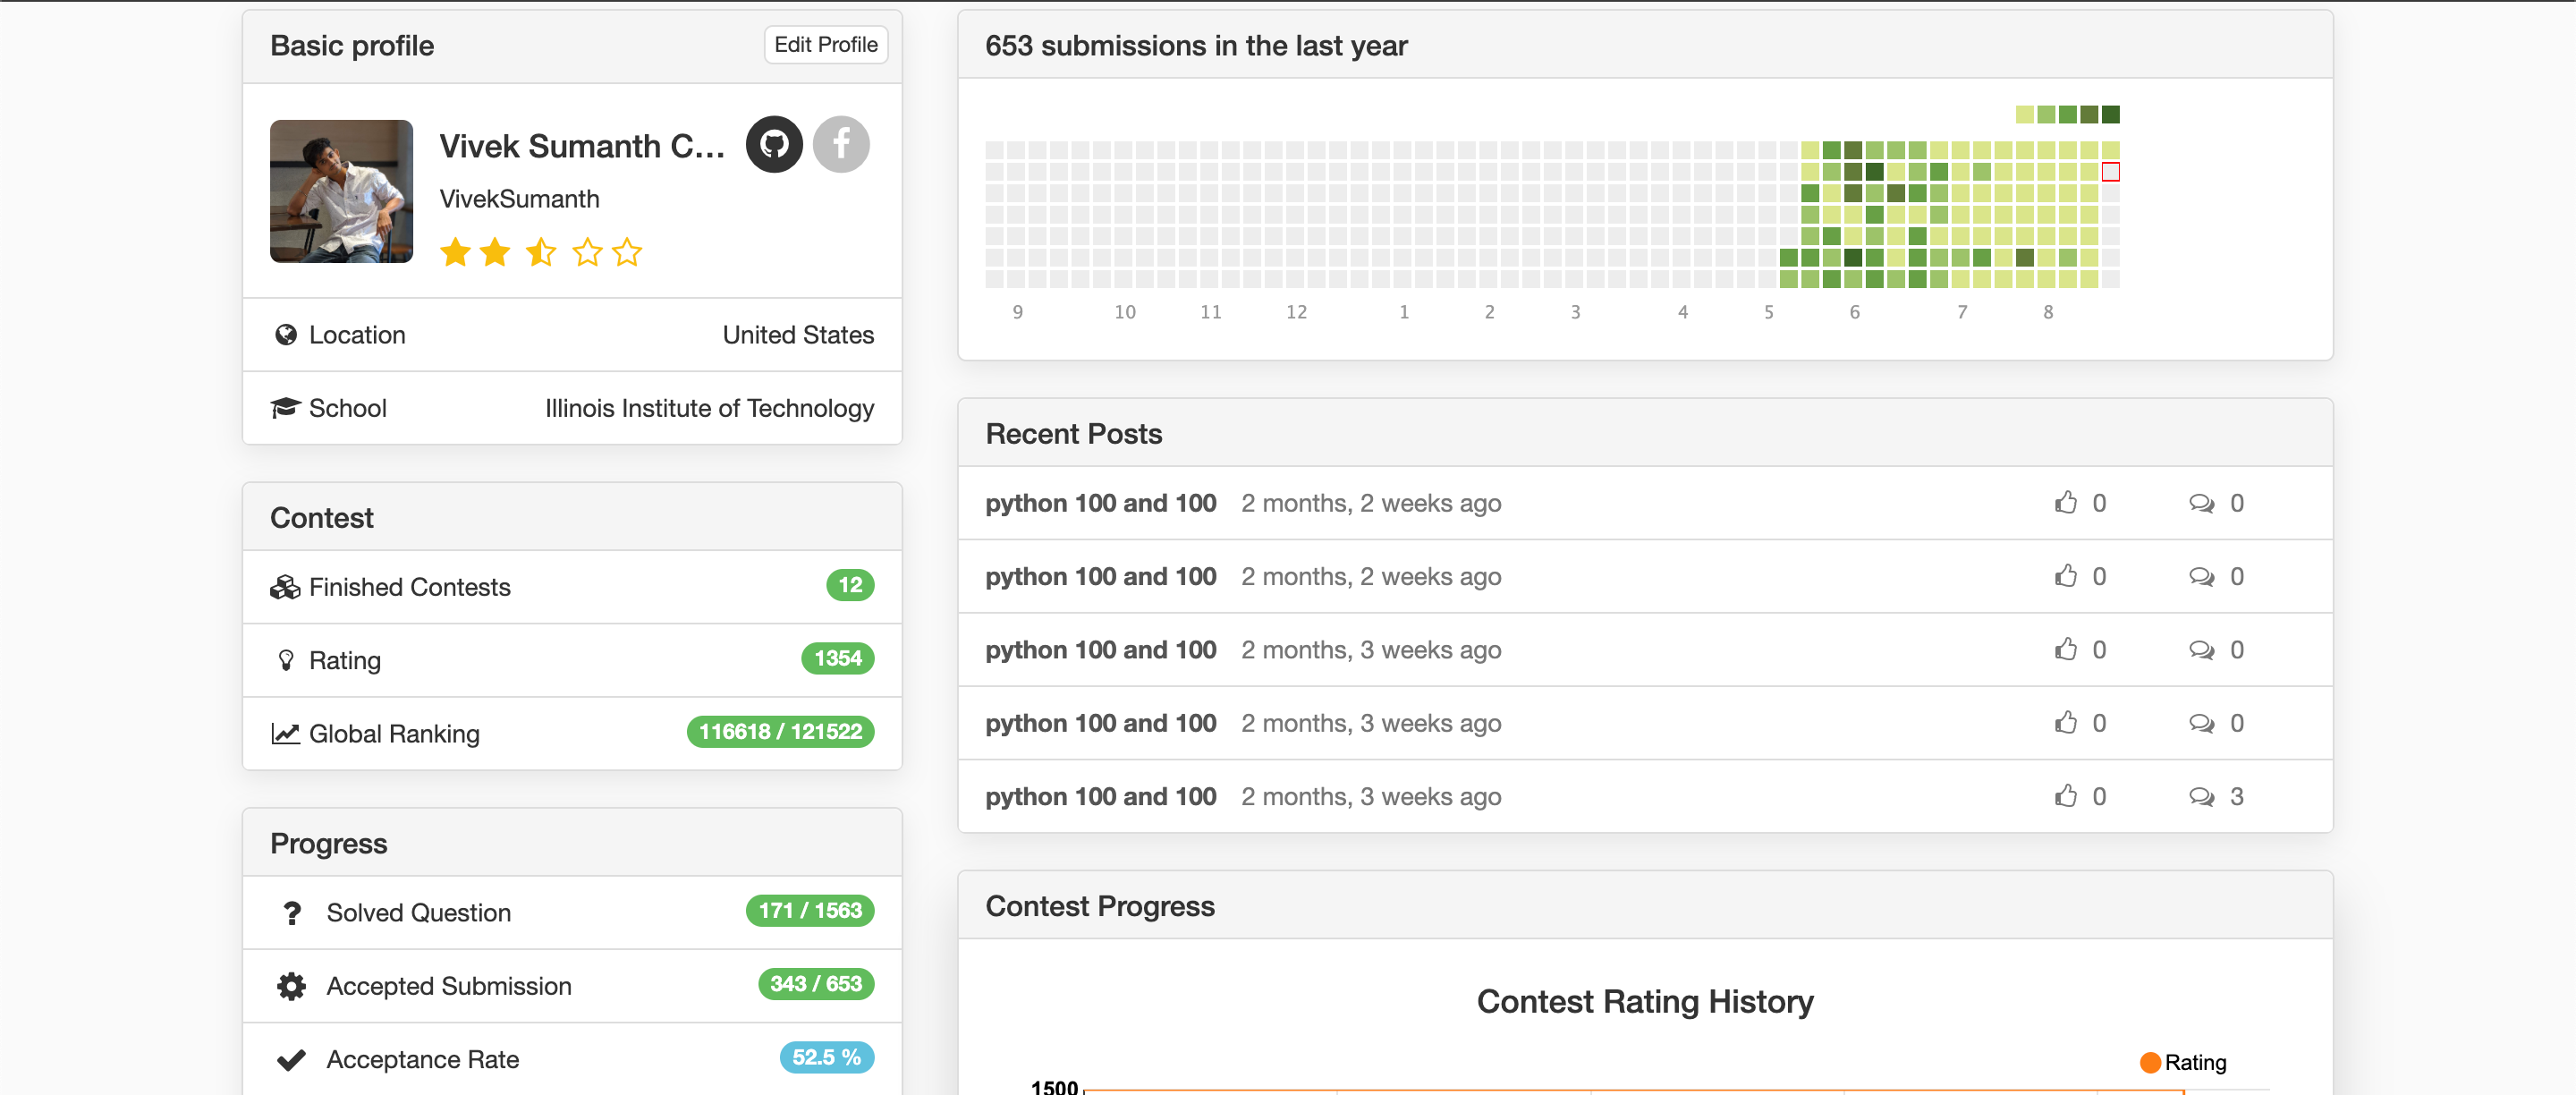 Basic profile
Edit Profile
Vivek Sumanth C...
VivekSumanth
Location United States
School Illinois Institute of Technology
Contest
Finished Contests 12
Rating 1354
Global Ranking 116618 / 121522
Progress
Solved Question 171 / 1563
Accepted Submission 343 / 653
Acceptance Rate 52.5 %
653 submissions in the last year
9 10 11 12 1 2 3 4 5 6 7 8
Recent Posts
python 100 and 100 2 months, 2 weeks ago 0 0
python 100 and 100 2 months, 2 weeks ago 0 0
python 100 and 100 2 months, 3 weeks ago 0 0
python 100 and 100 2 months, 3 weeks ago 0 0
python 100 and 100 2 months, 3 weeks ago 0 3
Contest Progress
Contest Rating History
Rating
1500